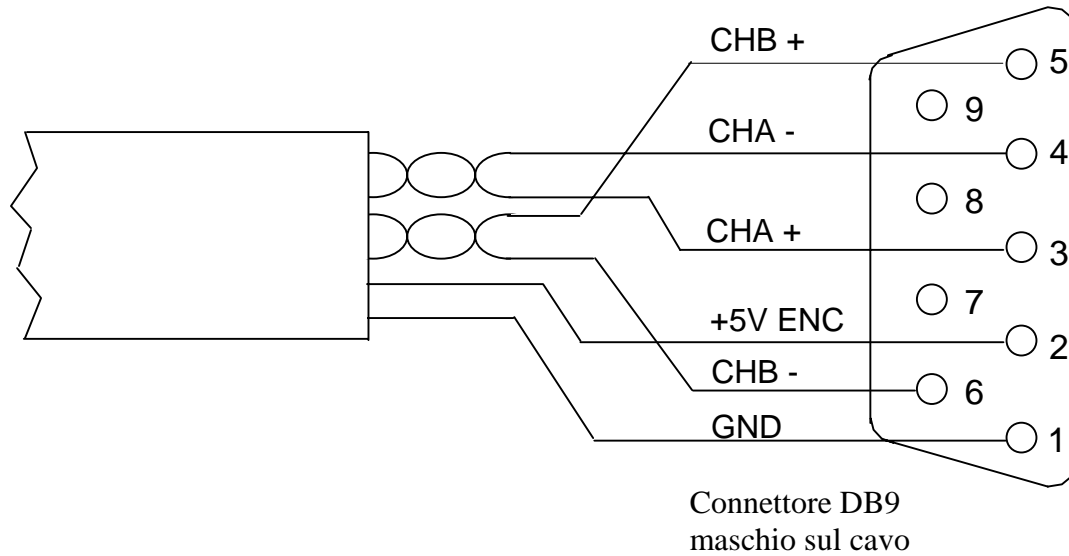 CHB +
5
9
CHA -
4
8
CHA +
3
7
+5V ENC
2
CHB -
6
GND
1
Connettore DB9
maschio sul cavo